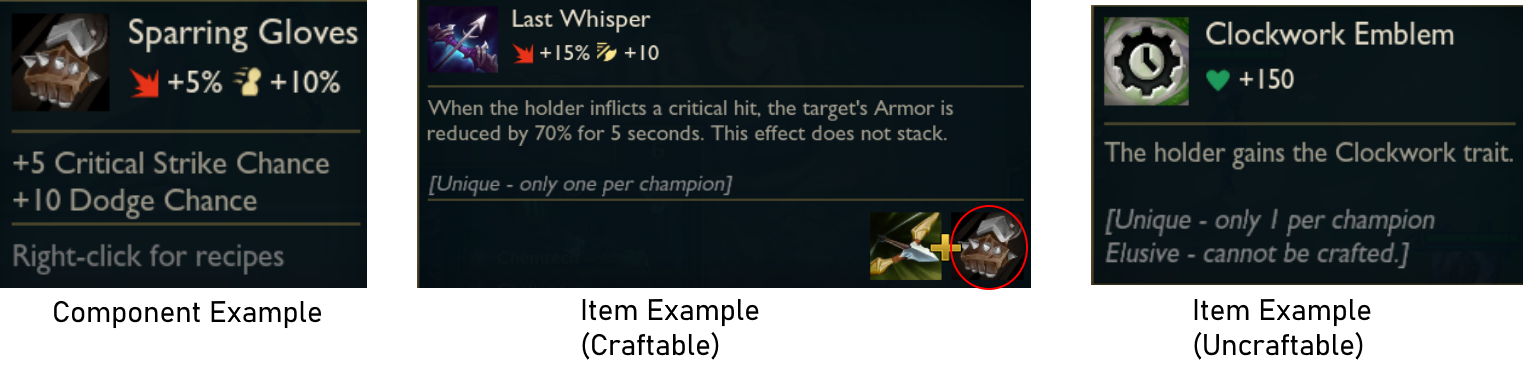 Sparring Gloves
+5% +10%
+5 Critical Strike Chance
+10 Dodge Chance
Right-click for recipes
Component Example
Last Whisper
+15% +10
When the holder inflicts a critical hit, the target's Armor is
reduced by 70% for 5 seconds. This effect does not stack.
[Unique - only one per champion]
Item Example
(Craftable)
Clockwork Emblem
+150
The holder gains the Clockwork trait.
[Unique - only 1 per champion
Elusive - cannot be crafted.]
Item Example
(Uncraftable)